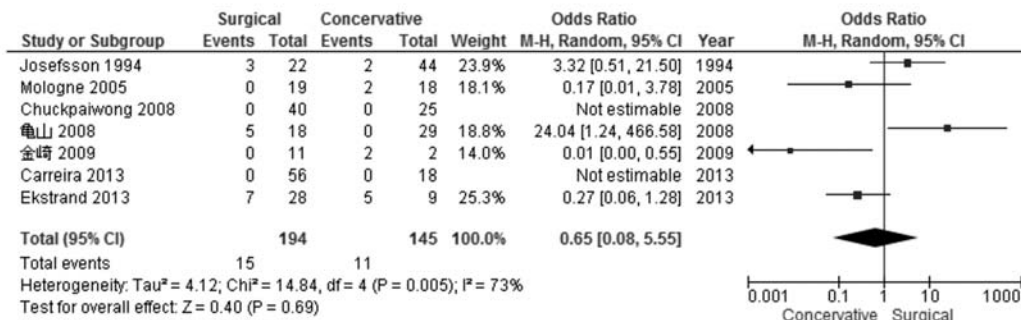 Surgical Concervative Odds Ratio Odds Ratio
Study or Subgroup Events Total Events Total Weight M-H, Random, 95% CI Year M-H, Random, 95% CI
Josefsson 1994 3 22 2 44 23.9% 3.32 [0.51, 21.50] 1994
Mologne 2005 0 19 2 18 18.1% 0.17 [0.01, 3.78] 2005
Chuckpaiwong 2008 0 40 0 25 Not estimable 2008
亀山 2008 5 18 0 29 18.8% 24.04 [1.24, 466.58] 2008
金崎 2009 0 11 2 2 14.0% 0.01 [0.00, 0.55] 2009
Carreira 2013 0 56 0 18 Not estimable 2013
Ekstrand 2013 7 28 5 9 25.3% 0.27 [0.06, 1.28] 2013
Total (95% CI) 194 145 100.0% 0.65 [0.08, 5.55]
Total events 15 11
Heterogeneity: Tau² = 4.12; Chi² = 14.84, df = 4 (P = 0.005); I² = 73%
Test for overall effect: Z = 0.40 (P = 0.69)
0.001 0.1 1 10 1000
Concervative Surgical